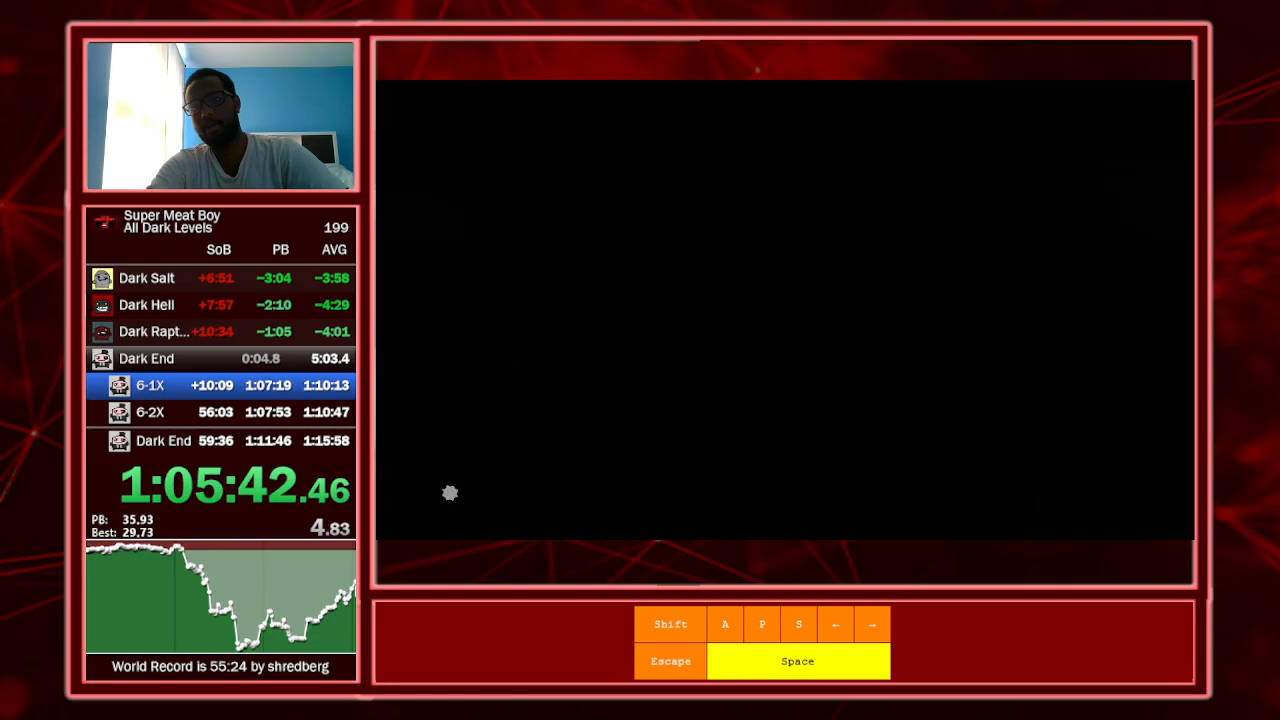 Super Meat Boy
All Dark Levels 199
SoB PB AVG
Dark Salt +6:51 −3:04 −3:58
Dark Hell +7:57 −2:10 −4:29
Dark Rapt... +10:34 −1:05 −4:01
Dark End 0:04.8 5:03.4
6-1X +10:09 1:07:19 1:10:13
6-2X 56:03 1:07:53 1:10:47
Dark End 59:36 1:11:46 1:15:58
1:05:42.46
PB: 35.93 4.83
Best: 29.73
World Record is 55:24 by shredberg
Shift A P S ← →
Escape Space